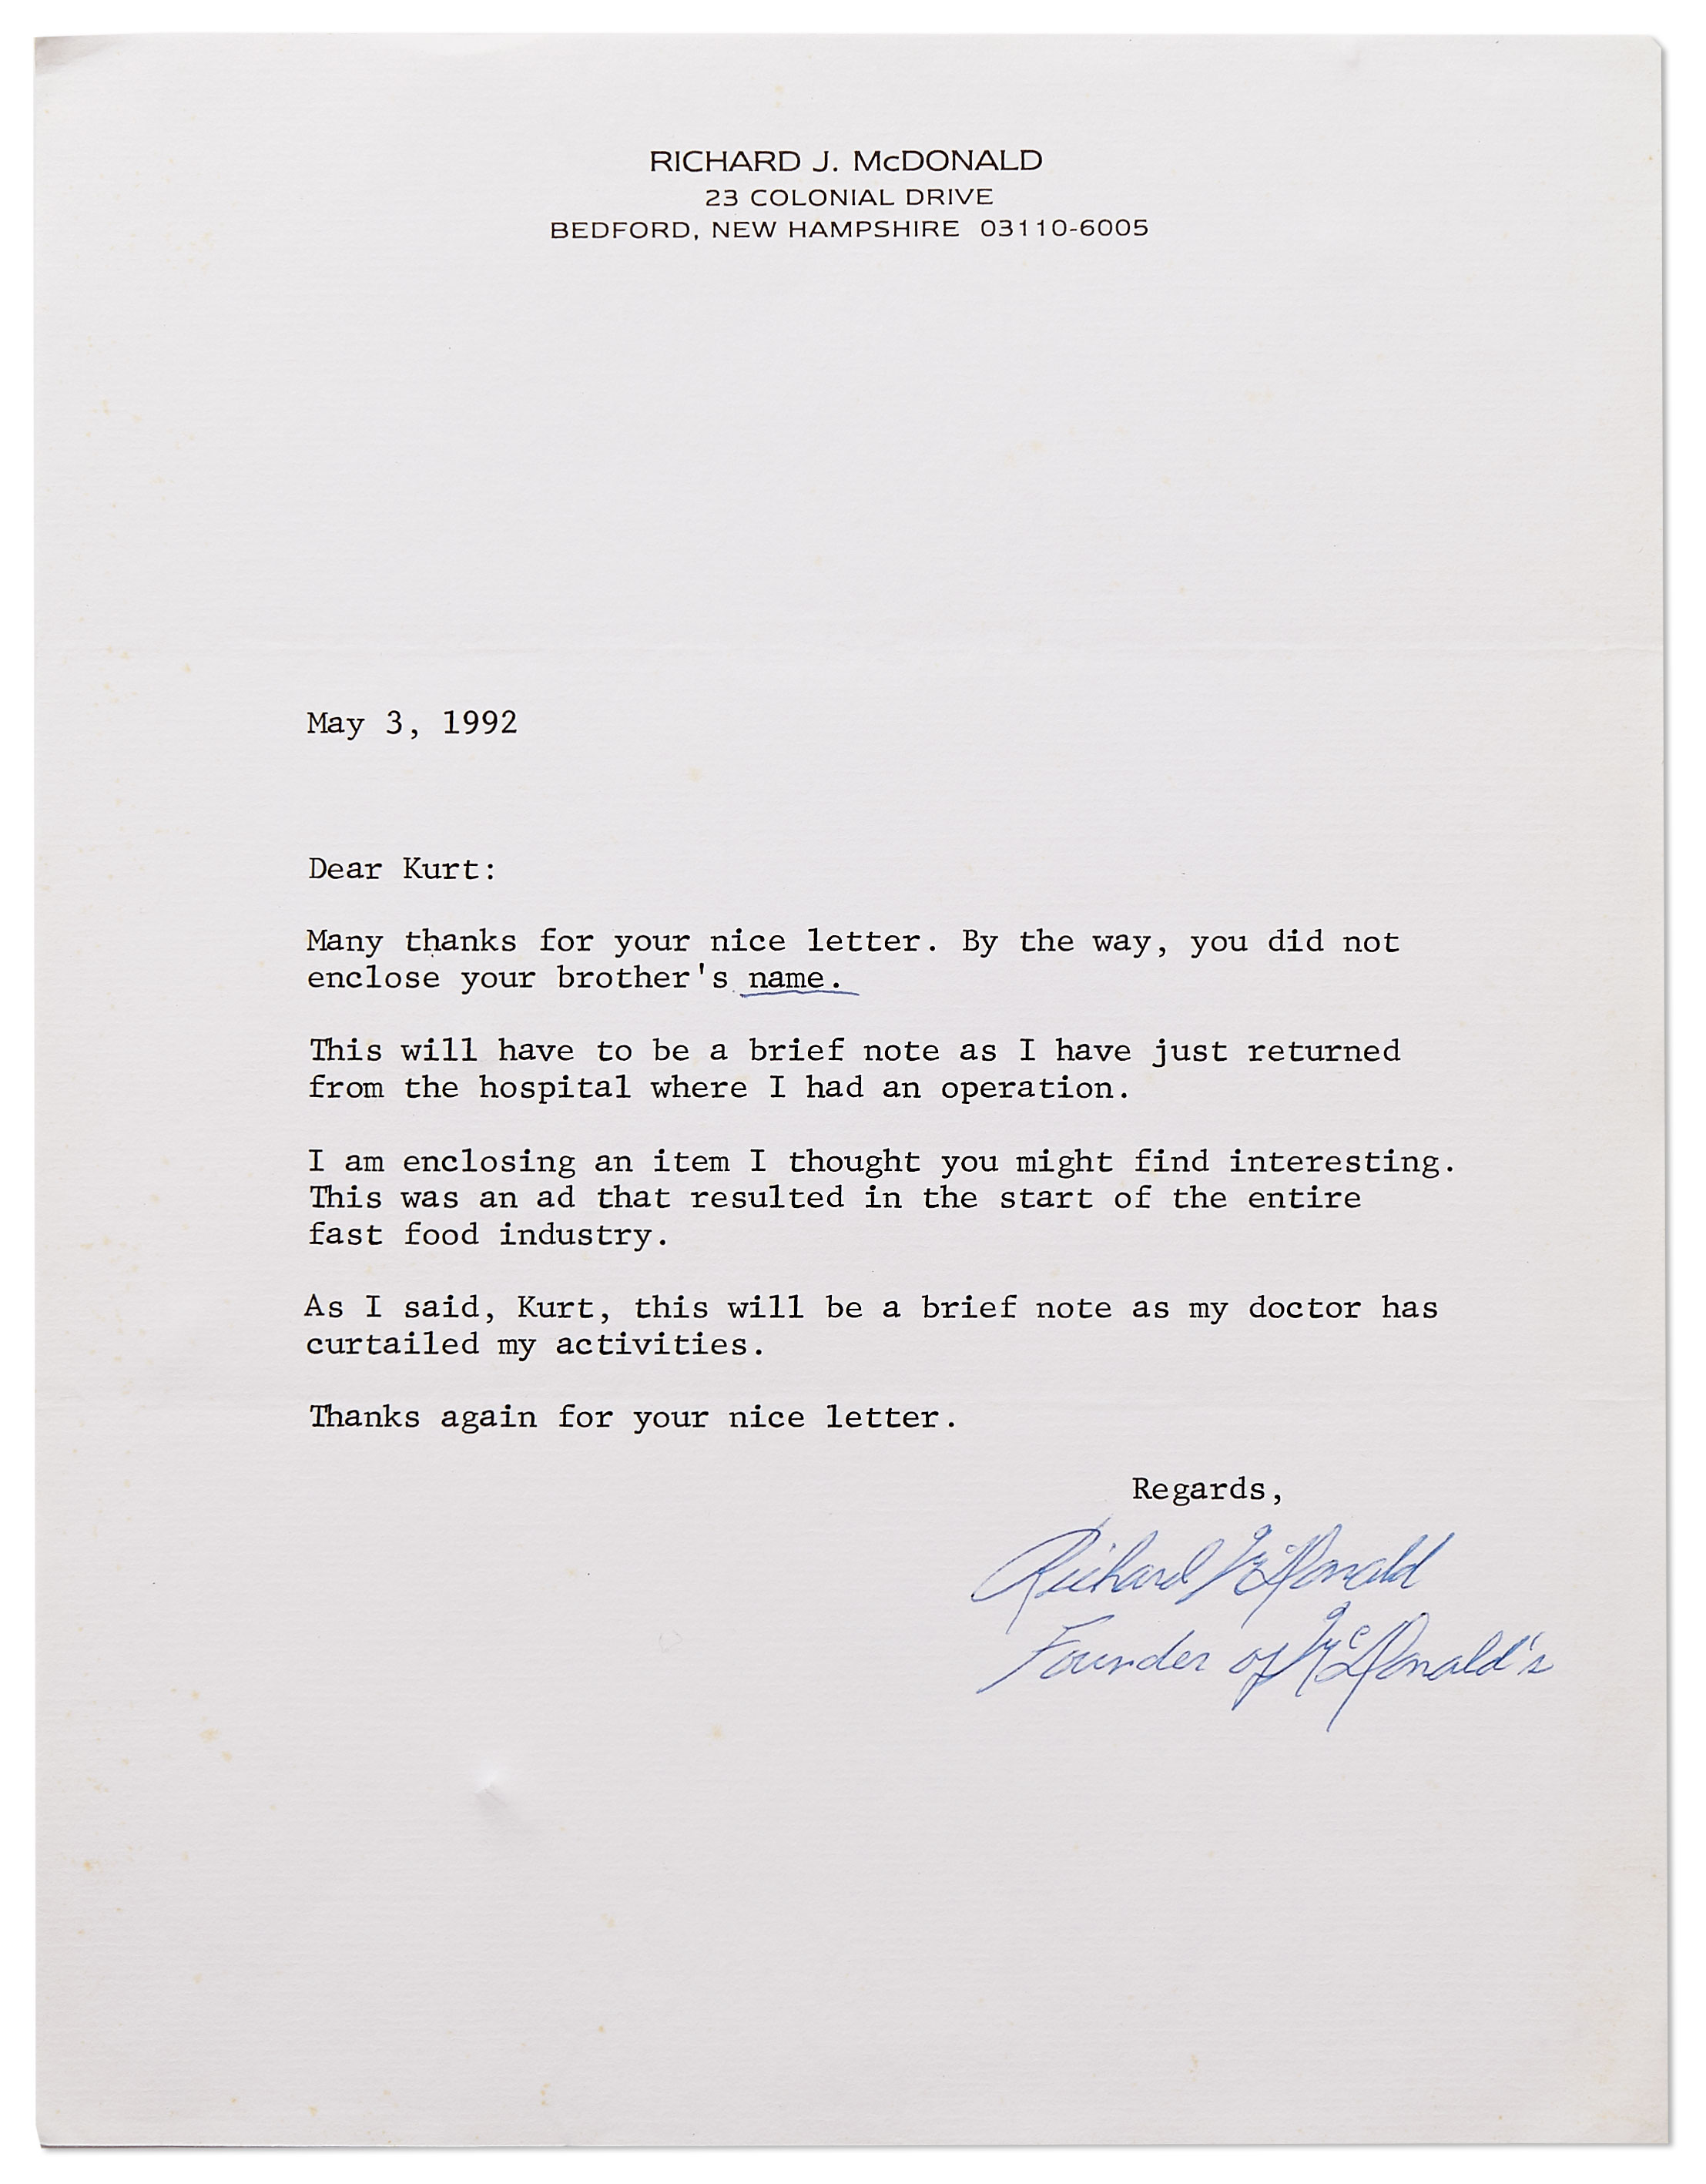 RICHARD J. McDONALD
23 COLONIAL DRIVE
BEDFORD, NEW HAMPSHIRE 03110-6005
May 3, 1992
Dear Kurt:
Many thanks for your nice letter. By the way, you did not
enclose your brother's name.
This will have to be a brief note as I have just returned
from the hospital where I had an operation.
I am enclosing an item I thought you might find interesting.
This was an ad that resulted in the start of the entire
fast food industry.
As I said, Kurt, this will be a brief note as my doctor has
curtailed my activities.
Thanks again for your nice letter.
Regards,
Richard McDonald
Founder of McDonald's